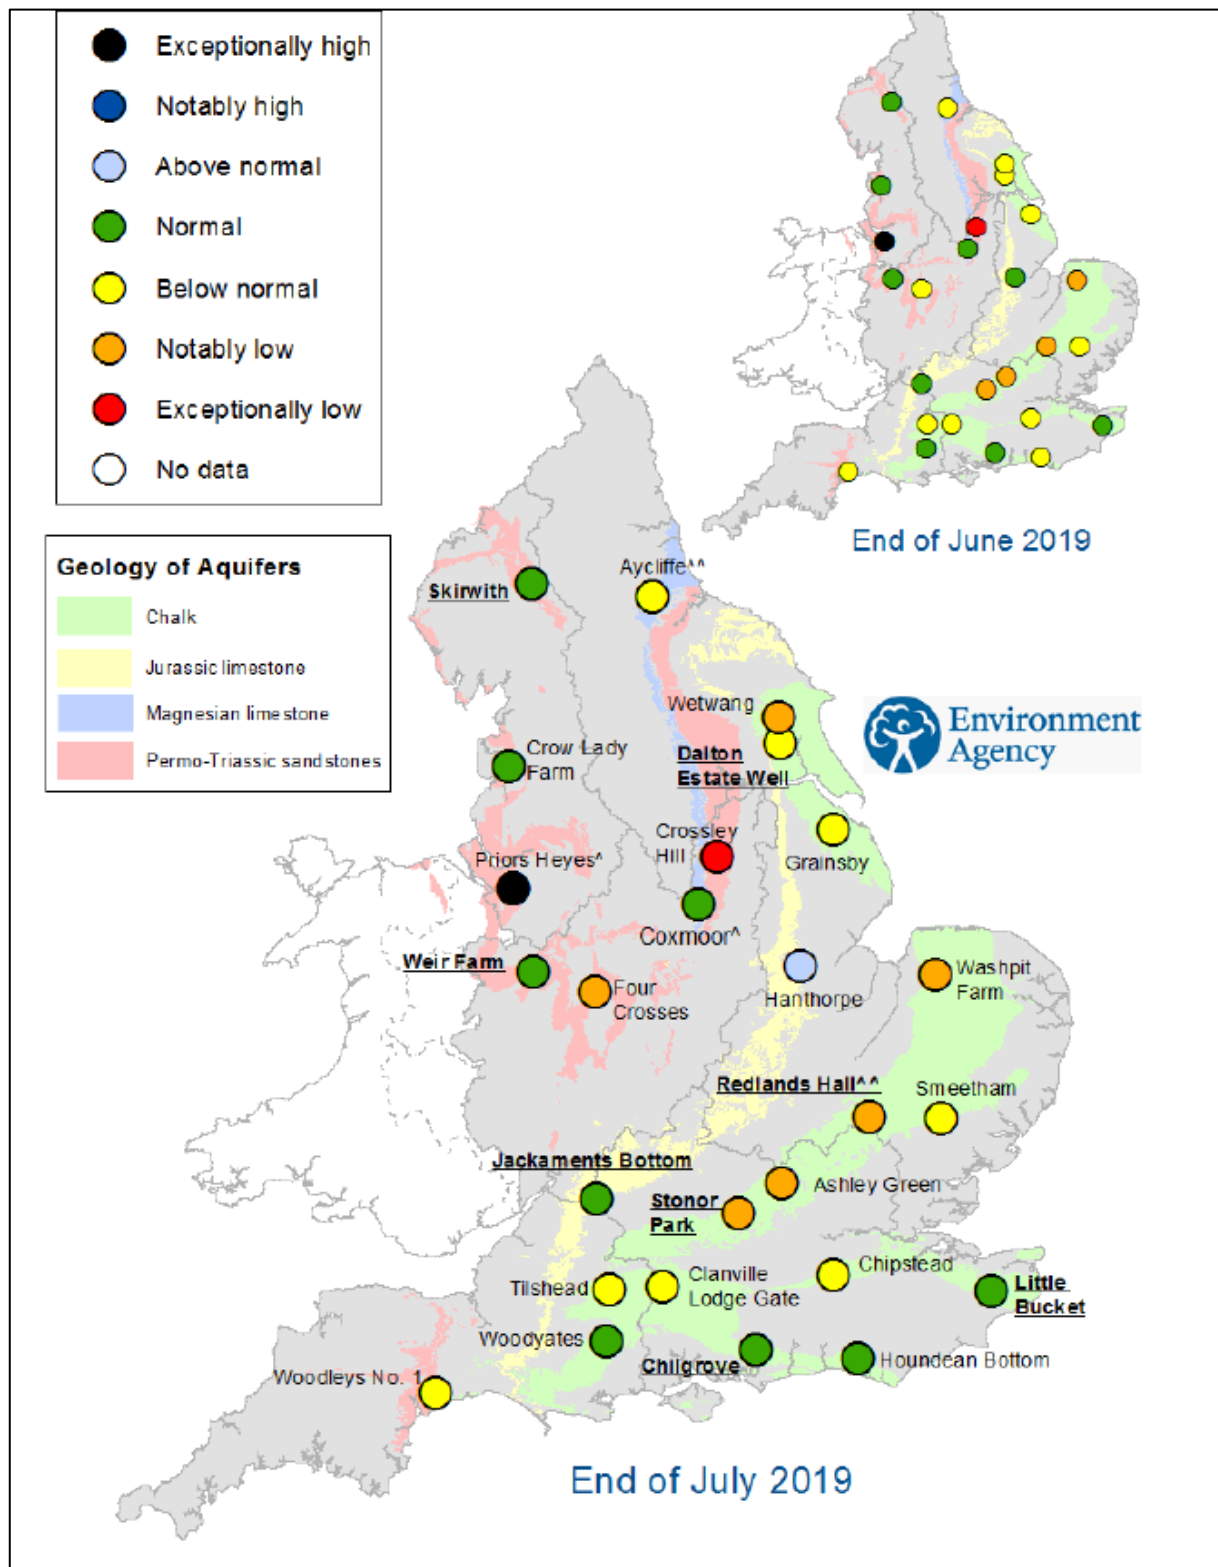 Exceptionally high
Notably high
Above normal
Normal
Below normal
Notably low
Exceptionally low
No data
End of June 2019
Geology of Aquifers
Chalk
Jurassic limestone
Magnesian limestone
Permo-Triassic sandstones
Aycliffe^^
Skirwith
Wetwang
Environment
Agency
Dalton
Estate Well
Crow Lady
Farm
Crossley
Hill
Grainsby
Priors Heyes^
Coxmoor^
Weir Farm
Four
Crosses
Hanthorpe
Washpit
Farm
Redlands Hall^^
Smeetham
Jackaments Bottom
Ashley Green
Stonor
Park
Tilshead
Clanville
Lodge Gate
Chipstead
Little
Bucket
Woodyates
Chilgrove
Houndean Bottom
Woodleys No. 1
End of July 2019